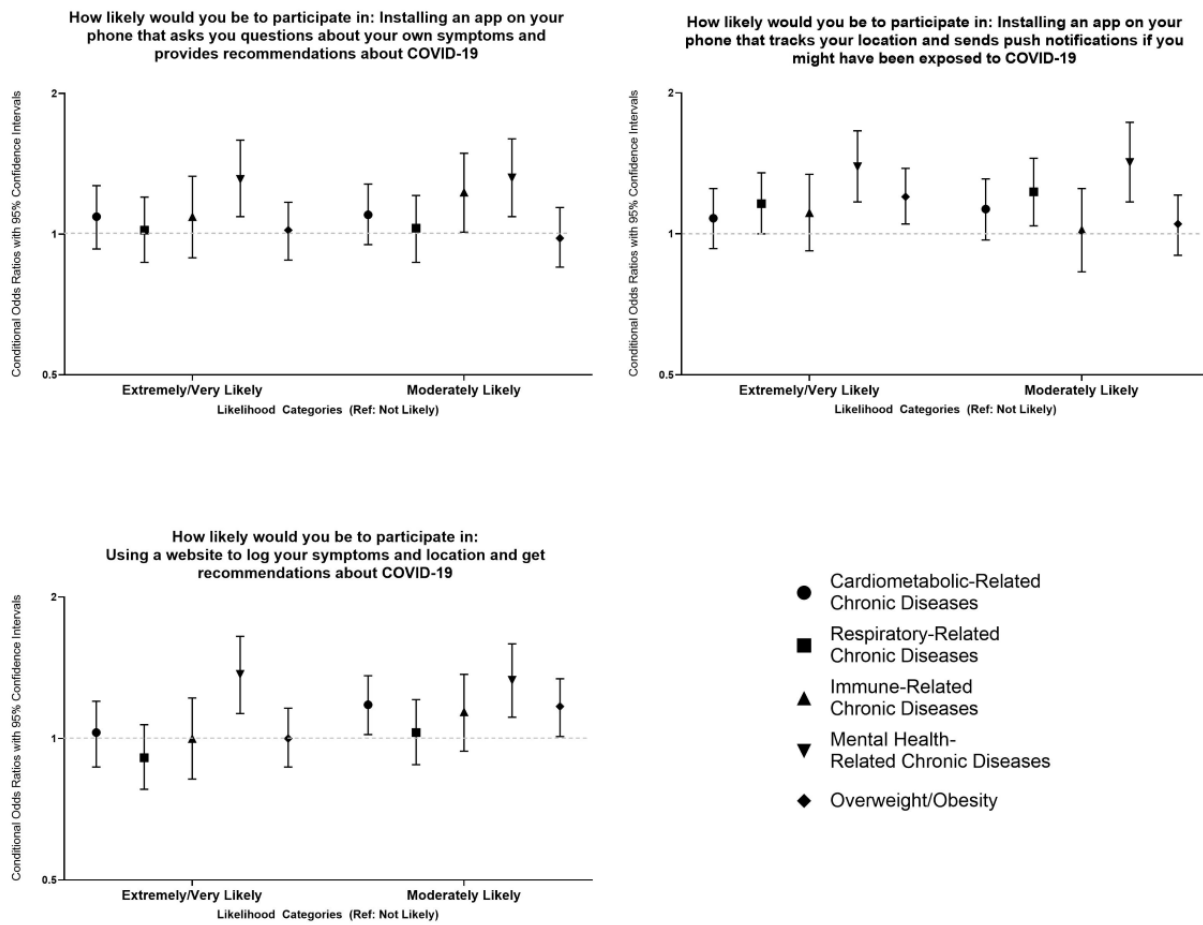 How likely would you be to participate in: Installing an app on your
phone that asks you questions about your own symptoms and
provides recommendations about COVID-19
Conditional Odds Ratios with 95% Confidence Intervals
2
1
0.5
Extremely/Very Likely
Moderately Likely
Likelihood Categories (Ref: Not Likely)
How likely would you be to participate in: Installing an app on your
phone that tracks your location and sends push notifications if you
might have been exposed to COVID-19
Conditional Odds Ratios with 95% Confidence Intervals
2
1
0.5
Extremely/Very Likely
Moderately Likely
Likelihood Categories (Ref: Not Likely)
How likely would you be to participate in:
Using a website to log your symptoms and location and get
recommendations about COVID-19
Conditional Odds Ratios with 95% Confidence Intervals
2
1
0.5
Extremely/Very Likely
Moderately Likely
Likelihood Categories (Ref: Not Likely)
Cardiometabolic-Related
Chronic Diseases
Respiratory-Related
Chronic Diseases
Immune-Related
Chronic Diseases
Mental Health-
Related Chronic Diseases
Overweight/Obesity